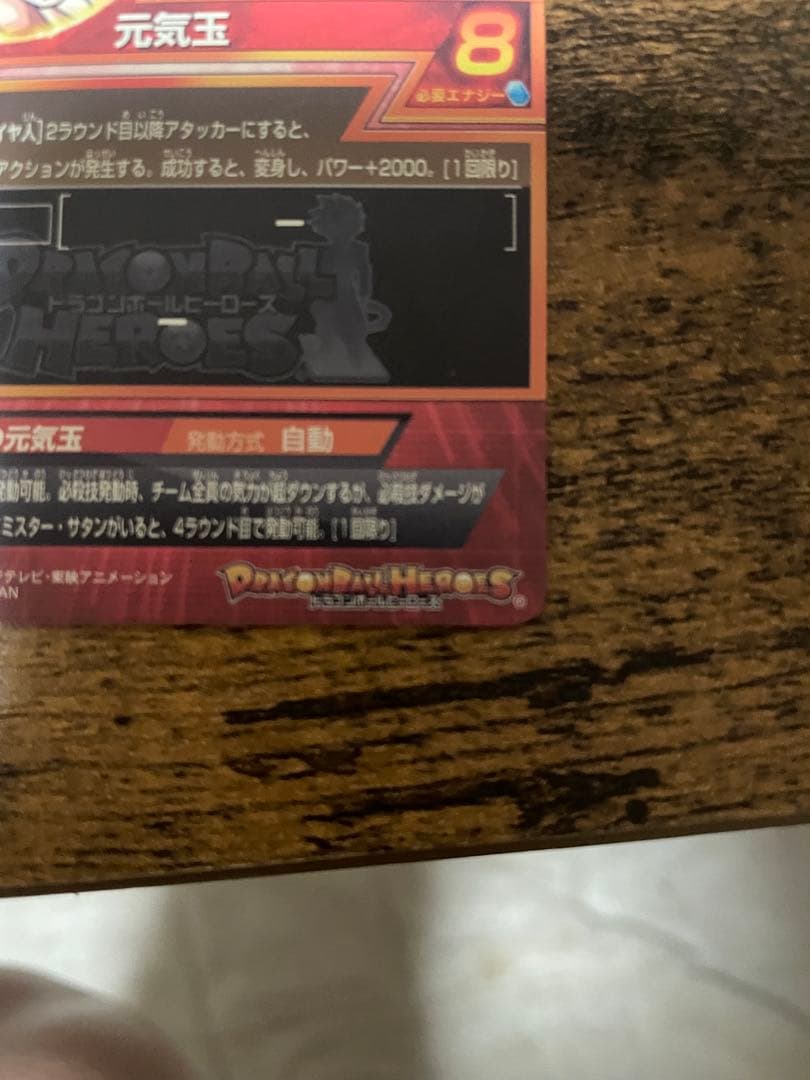 元気玉
8
必要エナジー
イヤ人]2ラウンド目以降アタッカーにすると、
アクションが発生する。成功すると、変身し、パワー+2000。[1回限り]
DRAGON BALL
ドラゴンボールヒーローズ
HEROES
の元気玉 発動方式 自動
発動可能。必殺技発動時、チーム全員の気力が超ダウンするが、必殺技ダメージが
ミスター・サタンがいると、4ラウンド目で発動可能。[1回限り]
テレビ・東映アニメーション
AN
DRAGON BALL HEROES
ドラゴンボールヒーローズ